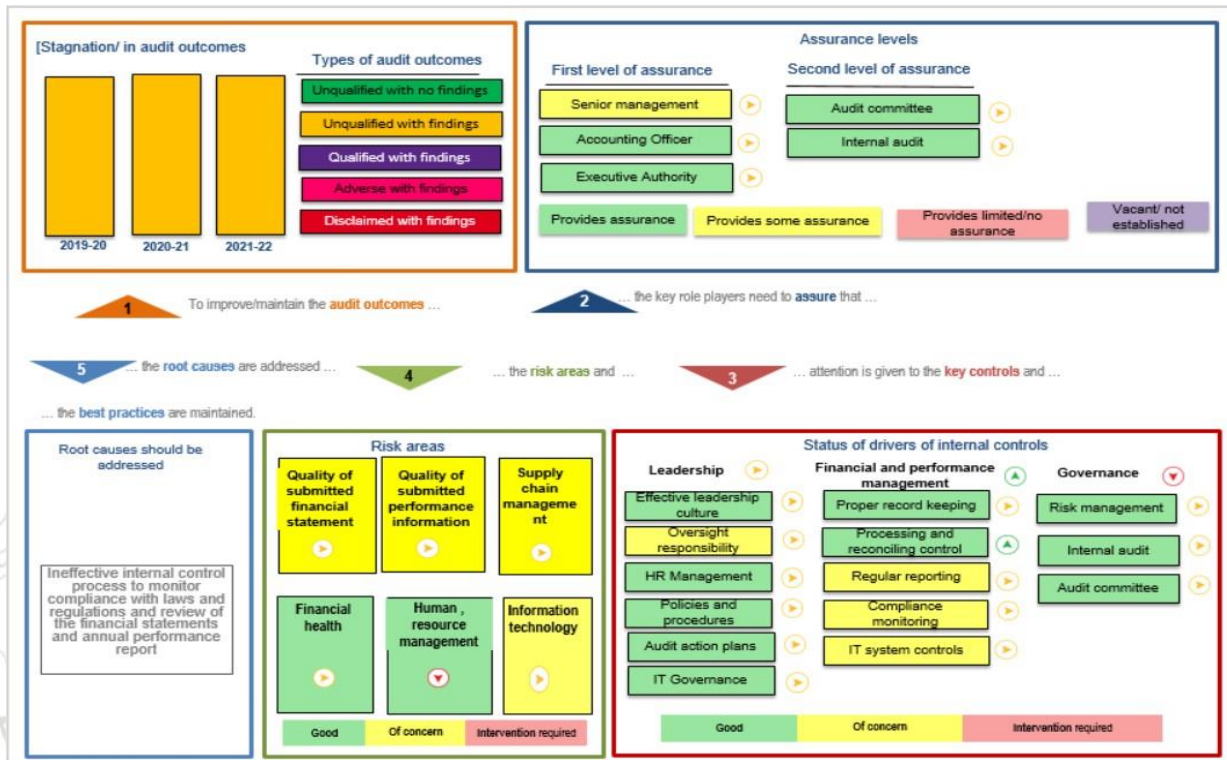 [Stagnation/ in audit outcomes
2019-20
2020-21
2021-22
Types of audit outcomes
Unqualified with no findings
Unqualified with findings
Qualified with findings
Adverse with findings
Disclaimed with findings
Assurance levels
First level of assurance
Senior management
Accounting Officer
Executive Authority
Second level of assurance
Audit committee
Internal audit
Provides assurance
Provides some assurance
Provides limited/no
assurance
Vacant/ not
established
1
To improve/maintain the audit outcomes …
2
… the key role players need to assure that …
5
… the root causes are addressed …
4
… the risk areas and …
3
… attention is given to the key controls and …
… the best practices are maintained.
Root causes should be
addressed
Ineffective internal control
process to monitor
compliance with laws and
regulations and review of
the financial statements
and annual performance
report
Risk areas
Quality of
submitted
financial
statement
Quality of
submitted
performance
information
Supply
chain
manageme
nt
Financial
health
Human ,
resource
management
Information
technology
Good
Of concern
Intervention required
Status of drivers of internal controls
Leadership
Effective leadership
culture
Oversight
responsibility
HR Management
Policies and
procedures
Audit action plans
IT Governance
Financial and performance
management
Proper record keeping
Processing and
reconciling control
Regular reporting
Compliance
monitoring
IT system controls
Governance
Risk management
Internal audit
Audit committee
Good
Of concern
Intervention required